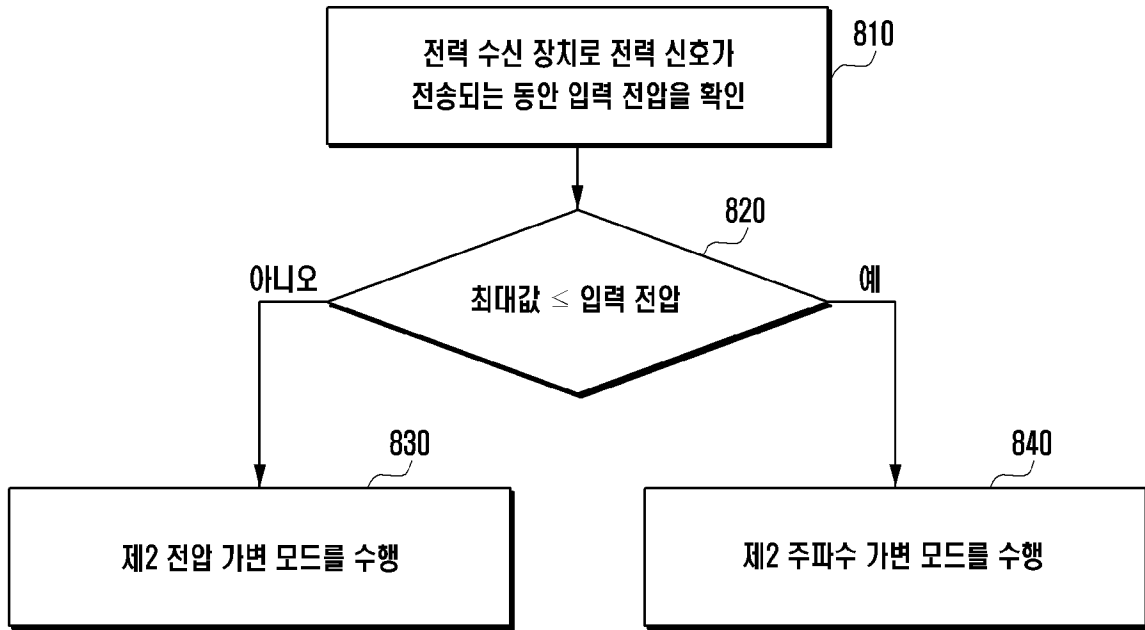 전력 수신 장치로 전력 신호가
전송되는 동안 입력 전압을 확인
810
820
아니오
최대값 ≤ 입력 전압
예
830
840
제2 전압 가변 모드를 수행
제2 주파수 가변 모드를 수행